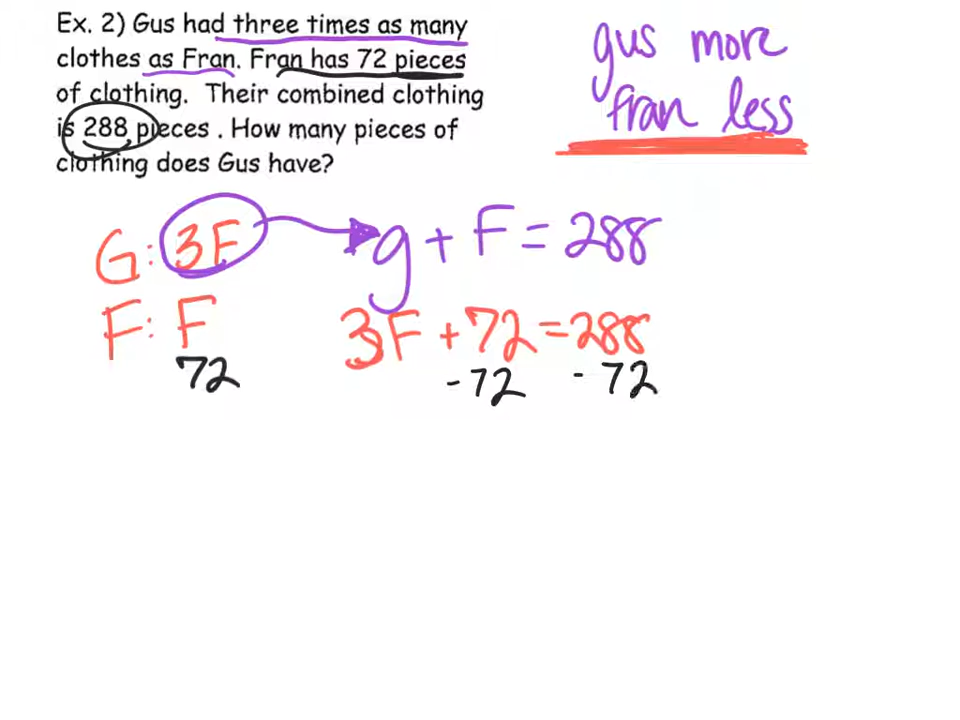 Ex. 2) Gus had three times as many
clothes as Fran. Fran has 72 pieces
of clothing. Their combined clothing
is 288 pieces . How many pieces of
clothing does Gus have?
gus more
fran less
G: 3F
g + F = 288
F: F
3F + 72 = 288
72
-72 -72